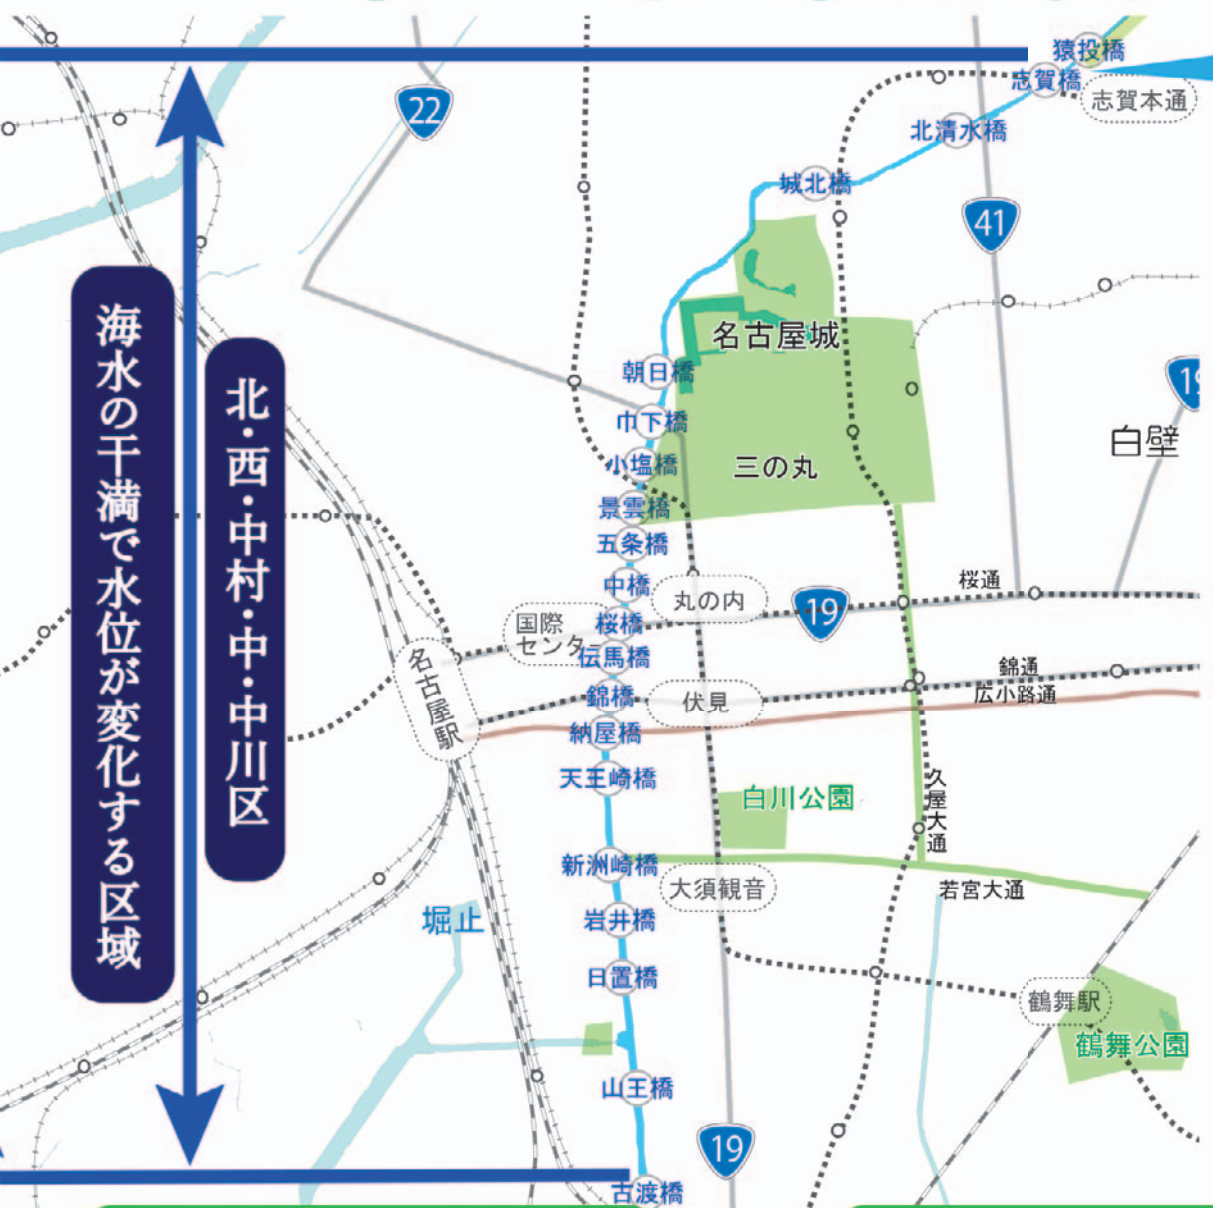 猿投橋
志賀橋
志賀本通
22
北清水橋
城北橋
41
名古屋城
朝日橋
巾下橋
小塩橋
三の丸
白壁
景雲橋
五条橋
中橋
丸の内
19
桜通
国際
センター
桜橋
伝馬橋
名古屋駅
錦橋
伏見
錦通
広小路通
納屋橋
天王崎橋
白川公園
久屋大通
新洲崎橋
大須観音
若宮大通
堀止
岩井橋
日置橋
鶴舞駅
鶴舞公園
山王橋
19
古渡橋
海水の干満で水位が変化する区域
北・西・中村・中・中川区